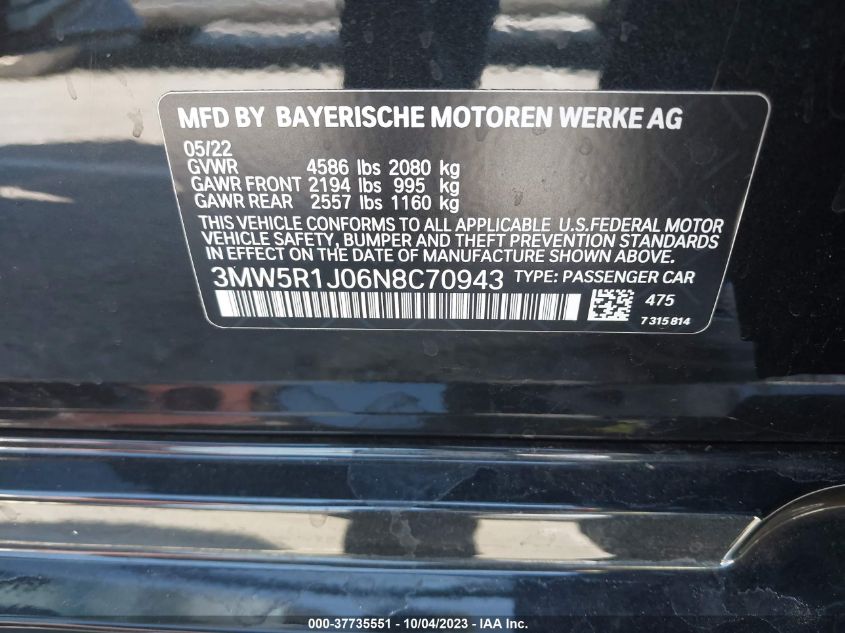 MFD BY BAYERISCHE MOTOREN WERKE AG
05/22
GVWR 4586 lbs 2080 kg
GAWR FRONT 2194 lbs 995 kg
GAWR REAR 2557 lbs 1160 kg
THIS VEHICLE CONFORMS TO ALL APPLICABLE U.S.FEDERAL MOTOR
VEHICLE SAFETY, BUMPER AND THEFT PREVENTION STANDARDS
IN EFFECT ON DATE OF MANUFACTURE SHOWN ABOVE.
3MW5R1J06N8C70943 TYPE: PASSENGER CAR
475
7 315 814
000-37735551 - 10/04/2023 - © IAA Inc.